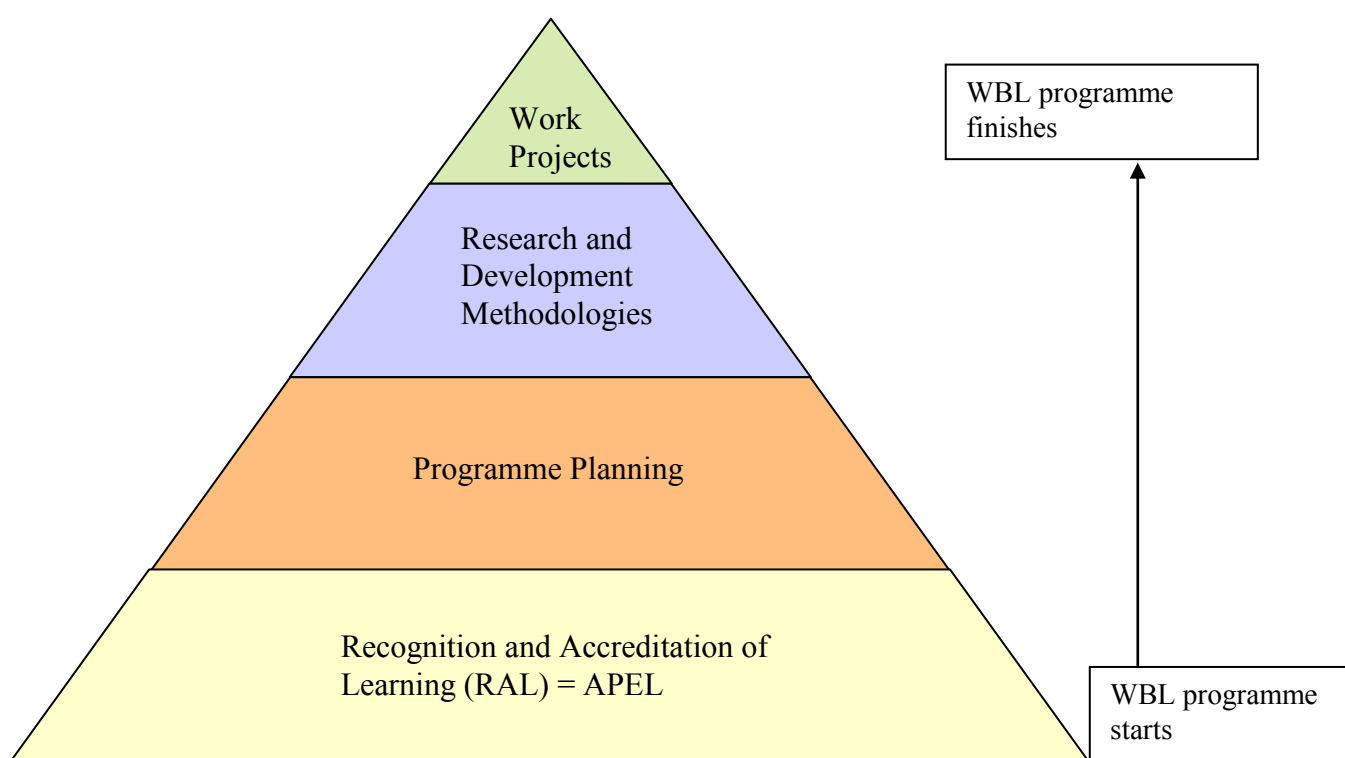 Work
Projects
WBL programme
finishes
Research and
Development
Methodologies
Programme Planning
Recognition and Accreditation of
Learning (RAL) = APEL
WBL programme
starts